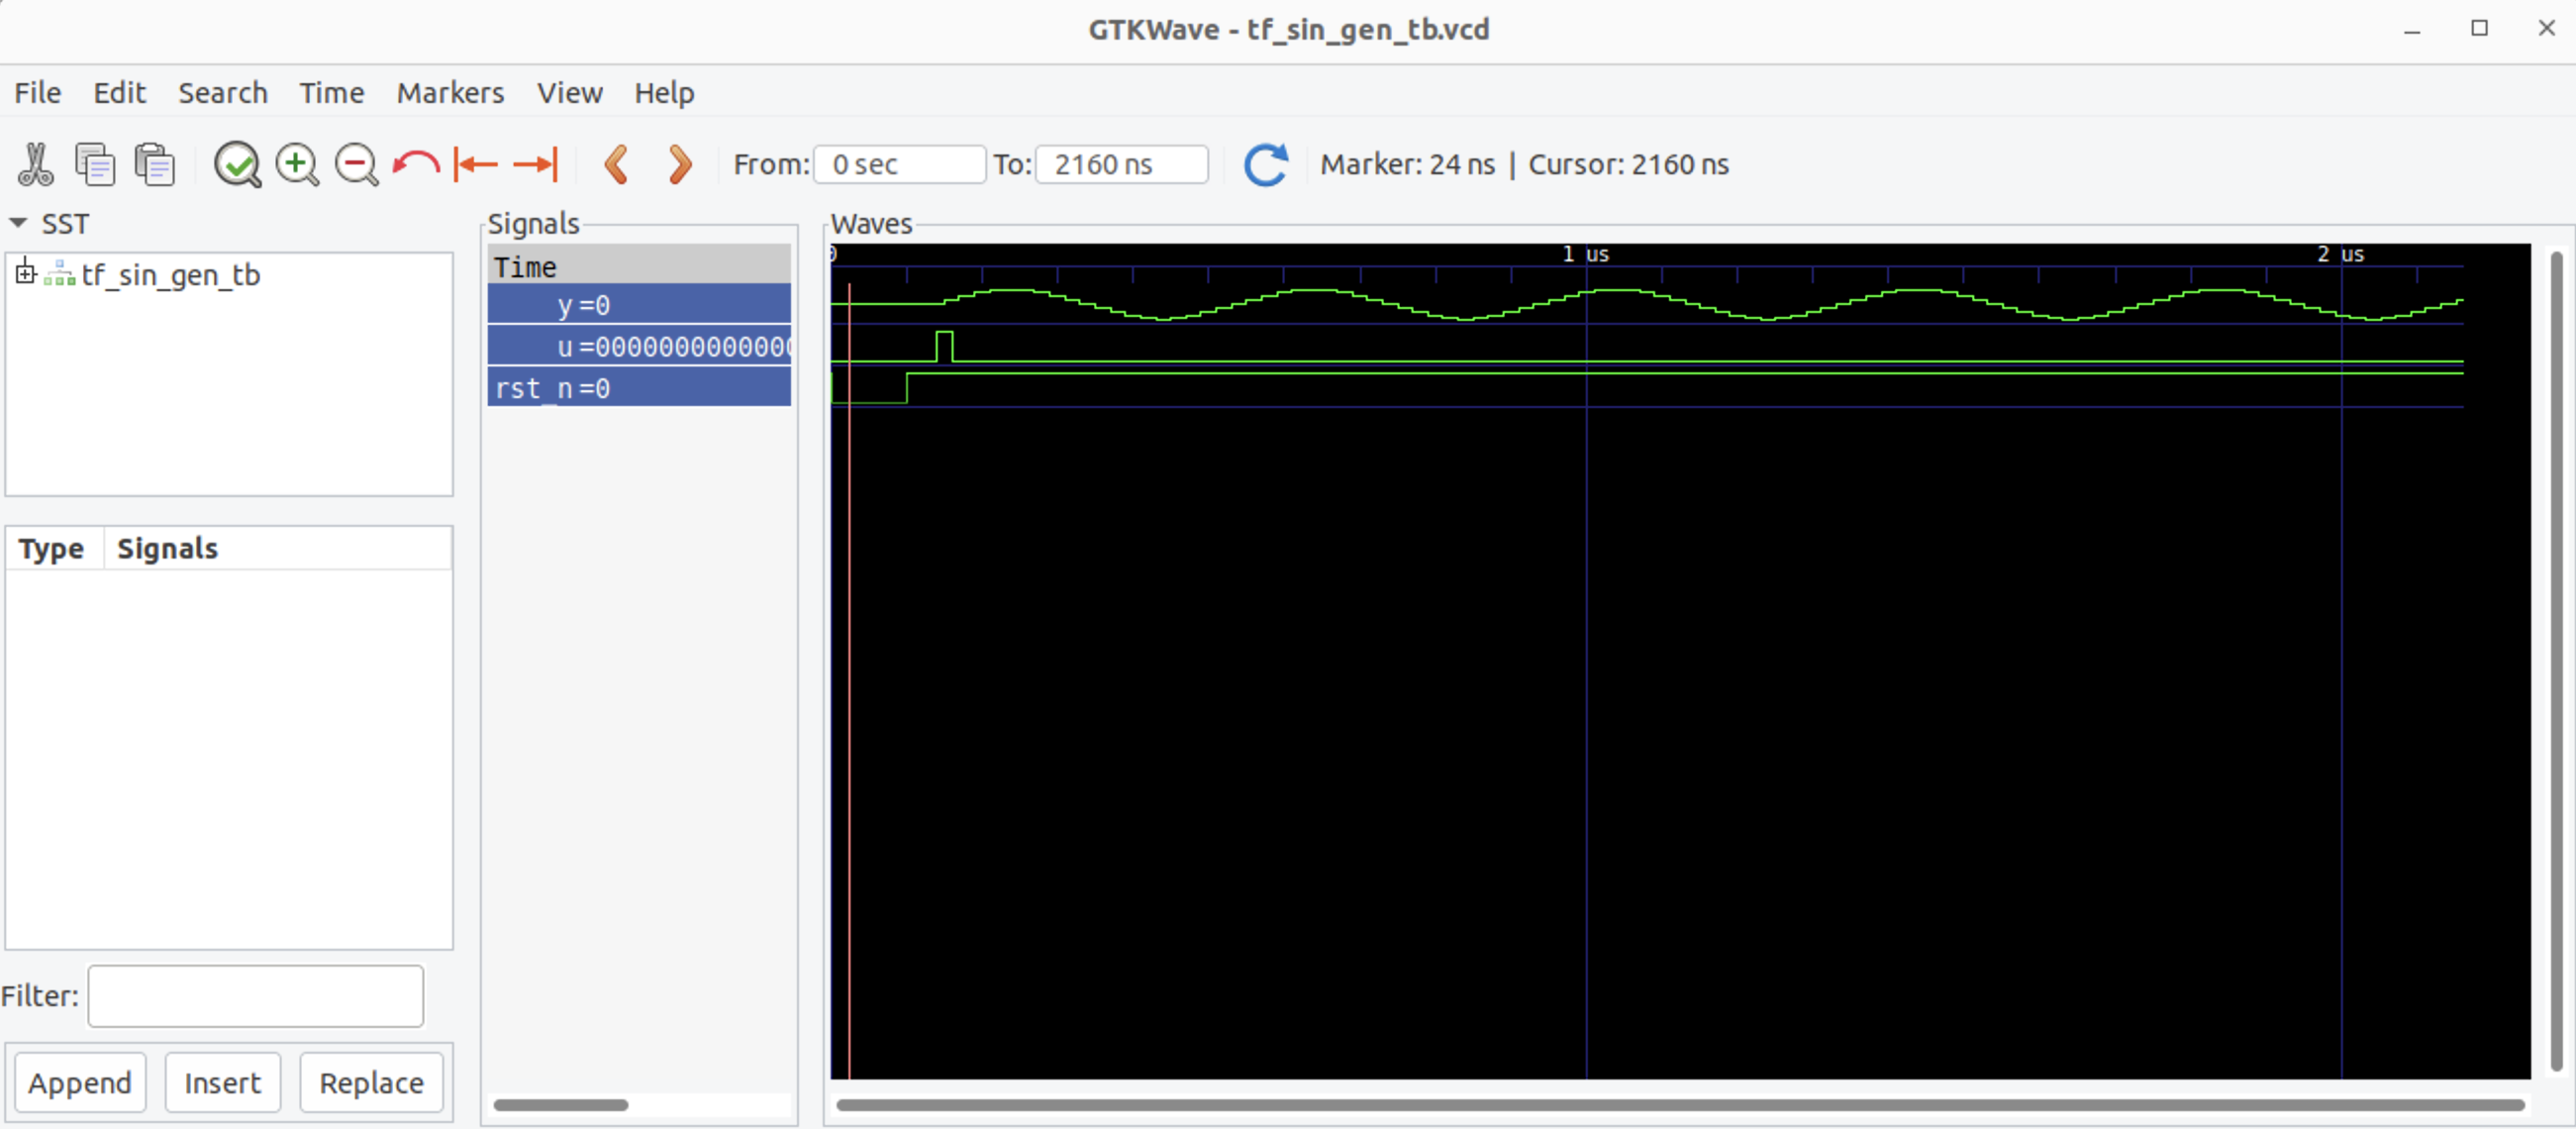 GTKWave - tf_sin_gen_tb.vcd
File Edit Search Time Markers View Help
From: 0 sec To: 2160 ns Marker: 24 ns | Cursor: 2160 ns
SST
tf_sin_gen_tb
Type Signals
Filter:
Append Insert Replace
Signals
Time
y =0
u =000000000000
rst_n =0
Waves
0 1 us 2 us